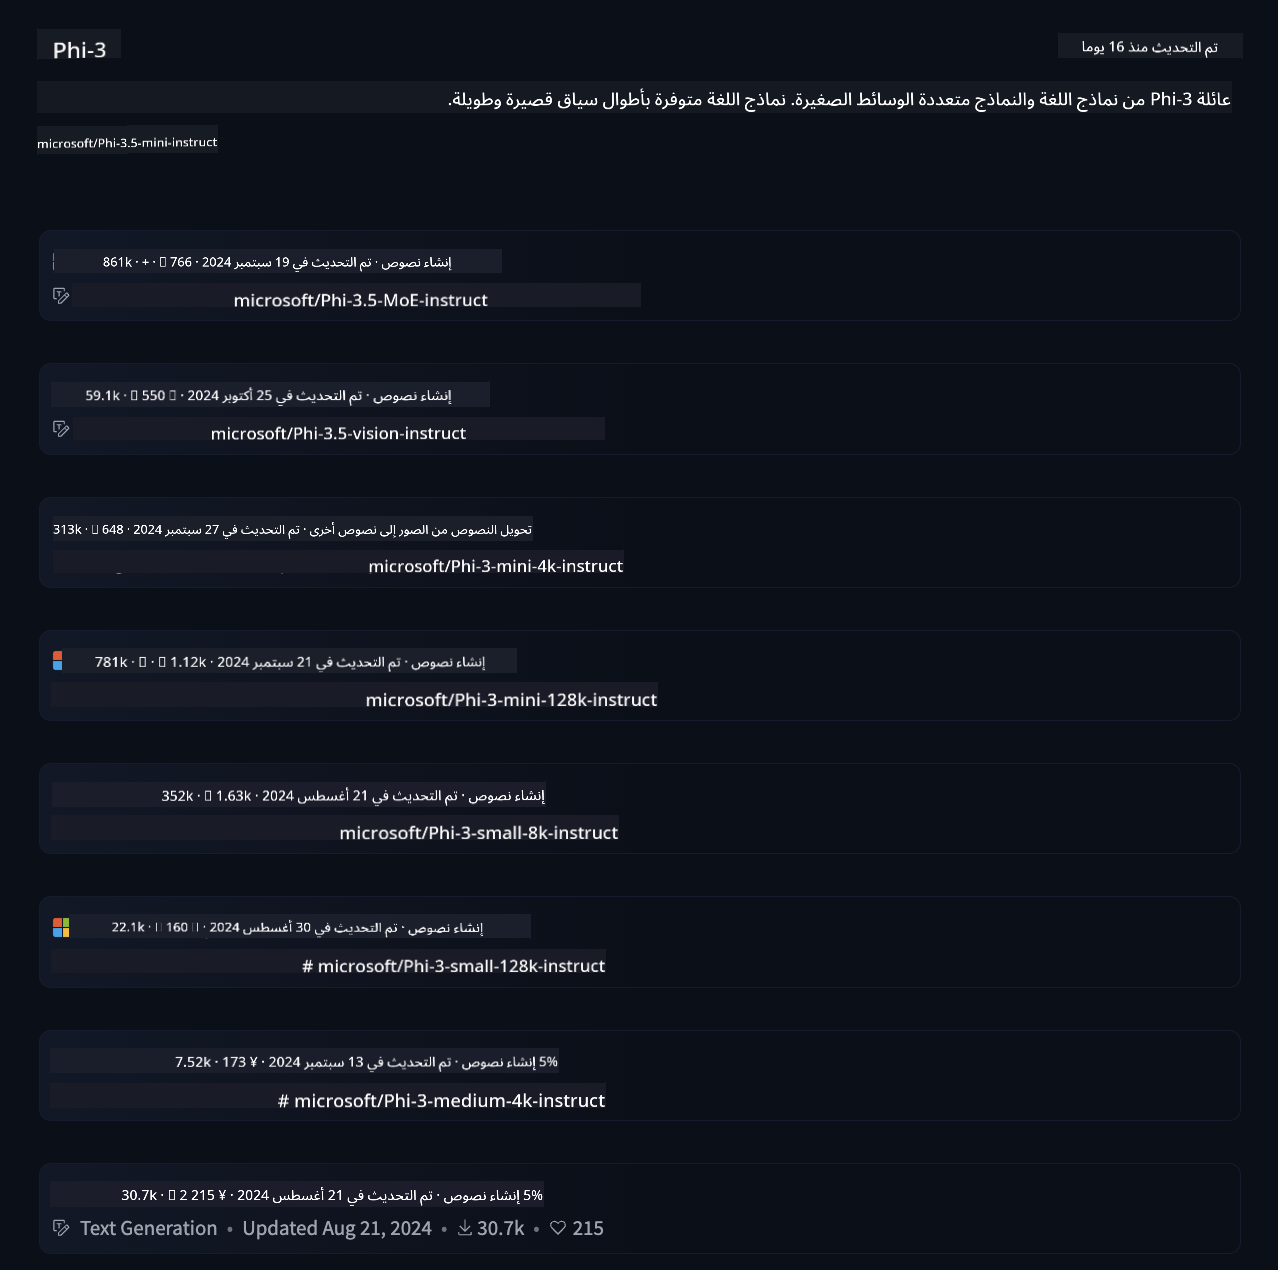 Phi-3
تم التحديث منذ 16 يوما
عائلة Phi-3 من نماذج اللغة والنماذج متعددة الوسائط الصغيرة. نماذج اللغة متوفرة بأطوال سياق قصيرة وطويلة.
microsoft/Phi-3.5-mini-instruct
إنشاء نصوص · تم التحديث في 19 سبتمبر 2024 · 766 · + · 861k
microsoft/Phi-3.5-MoE-instruct
إنشاء نصوص · تم التحديث في 25 أكتوبر 2024 · 550 · 59.1k
microsoft/Phi-3.5-vision-instruct
تحويل النصوص من الصور إلى نصوص أخرى · تم التحديث في 27 سبتمبر 2024 · 648 · 313k
microsoft/Phi-3-mini-4k-instruct
إنشاء نصوص · تم التحديث في 21 سبتمبر 2024 · 1.12k · · 781k
microsoft/Phi-3-mini-128k-instruct
إنشاء نصوص · تم التحديث في 21 أغسطس 2024 · 1.63k · 352k
microsoft/Phi-3-small-8k-instruct
إنشاء نصوص · تم التحديث في 30 أغسطس 2024 · 160 · 22.1k
# microsoft/Phi-3-small-128k-instruct
5% إنشاء نصوص · تم التحديث في 13 سبتمبر 2024 · ¥ 173 · 7.52k
# microsoft/Phi-3-medium-4k-instruct
5% إنشاء نصوص · تم التحديث في 21 أغسطس 2024 · ¥ 215 2 · 30.7k
Text Generation • Updated Aug 21, 2024 • 30.7k • 215